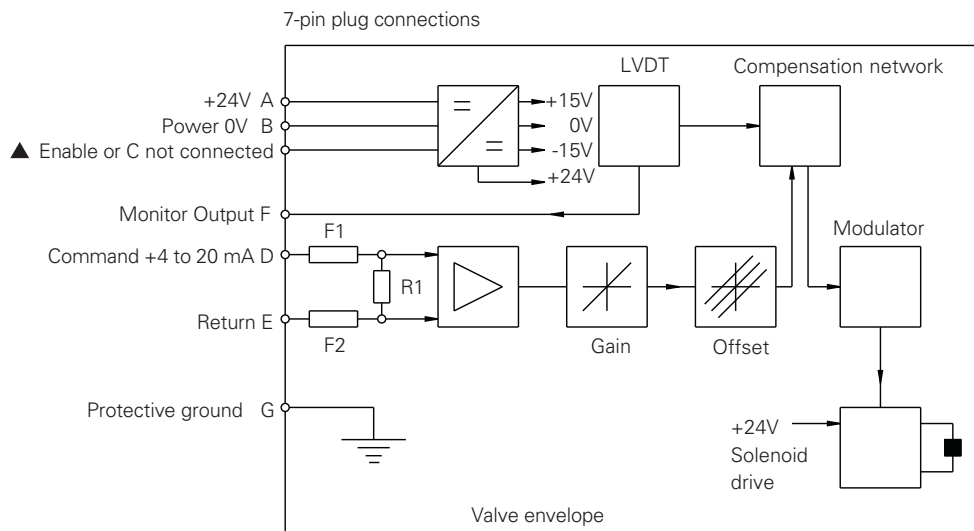 7-pin plug connections
LVDT
Compensation network
+24V A
+15V
Power 0V B
0V
▲ Enable or C not connected
-15V
+24V
Monitor Output F
Modulator
F1
Command +4 to 20 mA D
R1
Return E
F2
Gain
Offset
Protective ground G
+24V
Solenoid
drive
Valve envelope